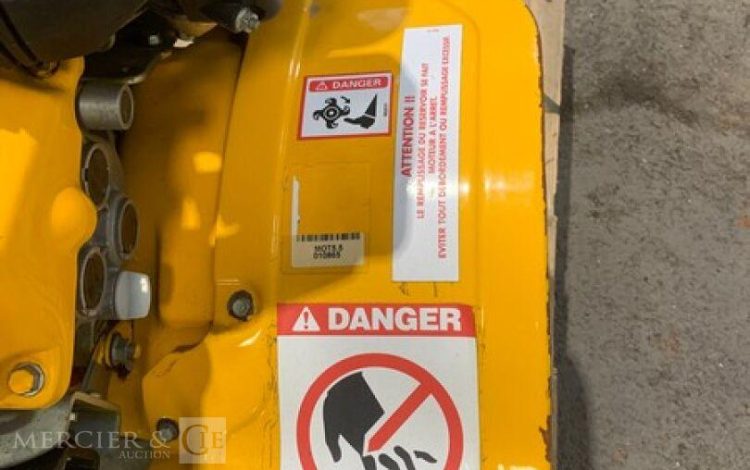 DANGER
ATTENTION !!
LE REMPLISSAGE DU RESERVOIR SE FAIT
MOTEUR A L'ARRET.
EVITER TOUT DEBORDEMENT OU REMPLISSAGE EXCESSIF.
MOT5.5
010865
DANGER
MERCIER & CIE
AUCTION